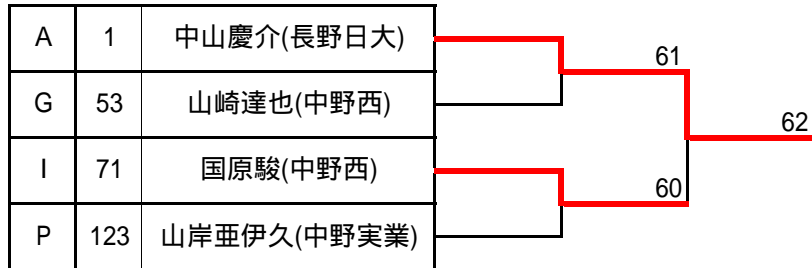 A 1 中山慶介(長野日大)
61
G 53 山崎達也(中野西)
62
I 71 国原駿(中野西)
60
P 123 山岸亜伊久(中野実業)